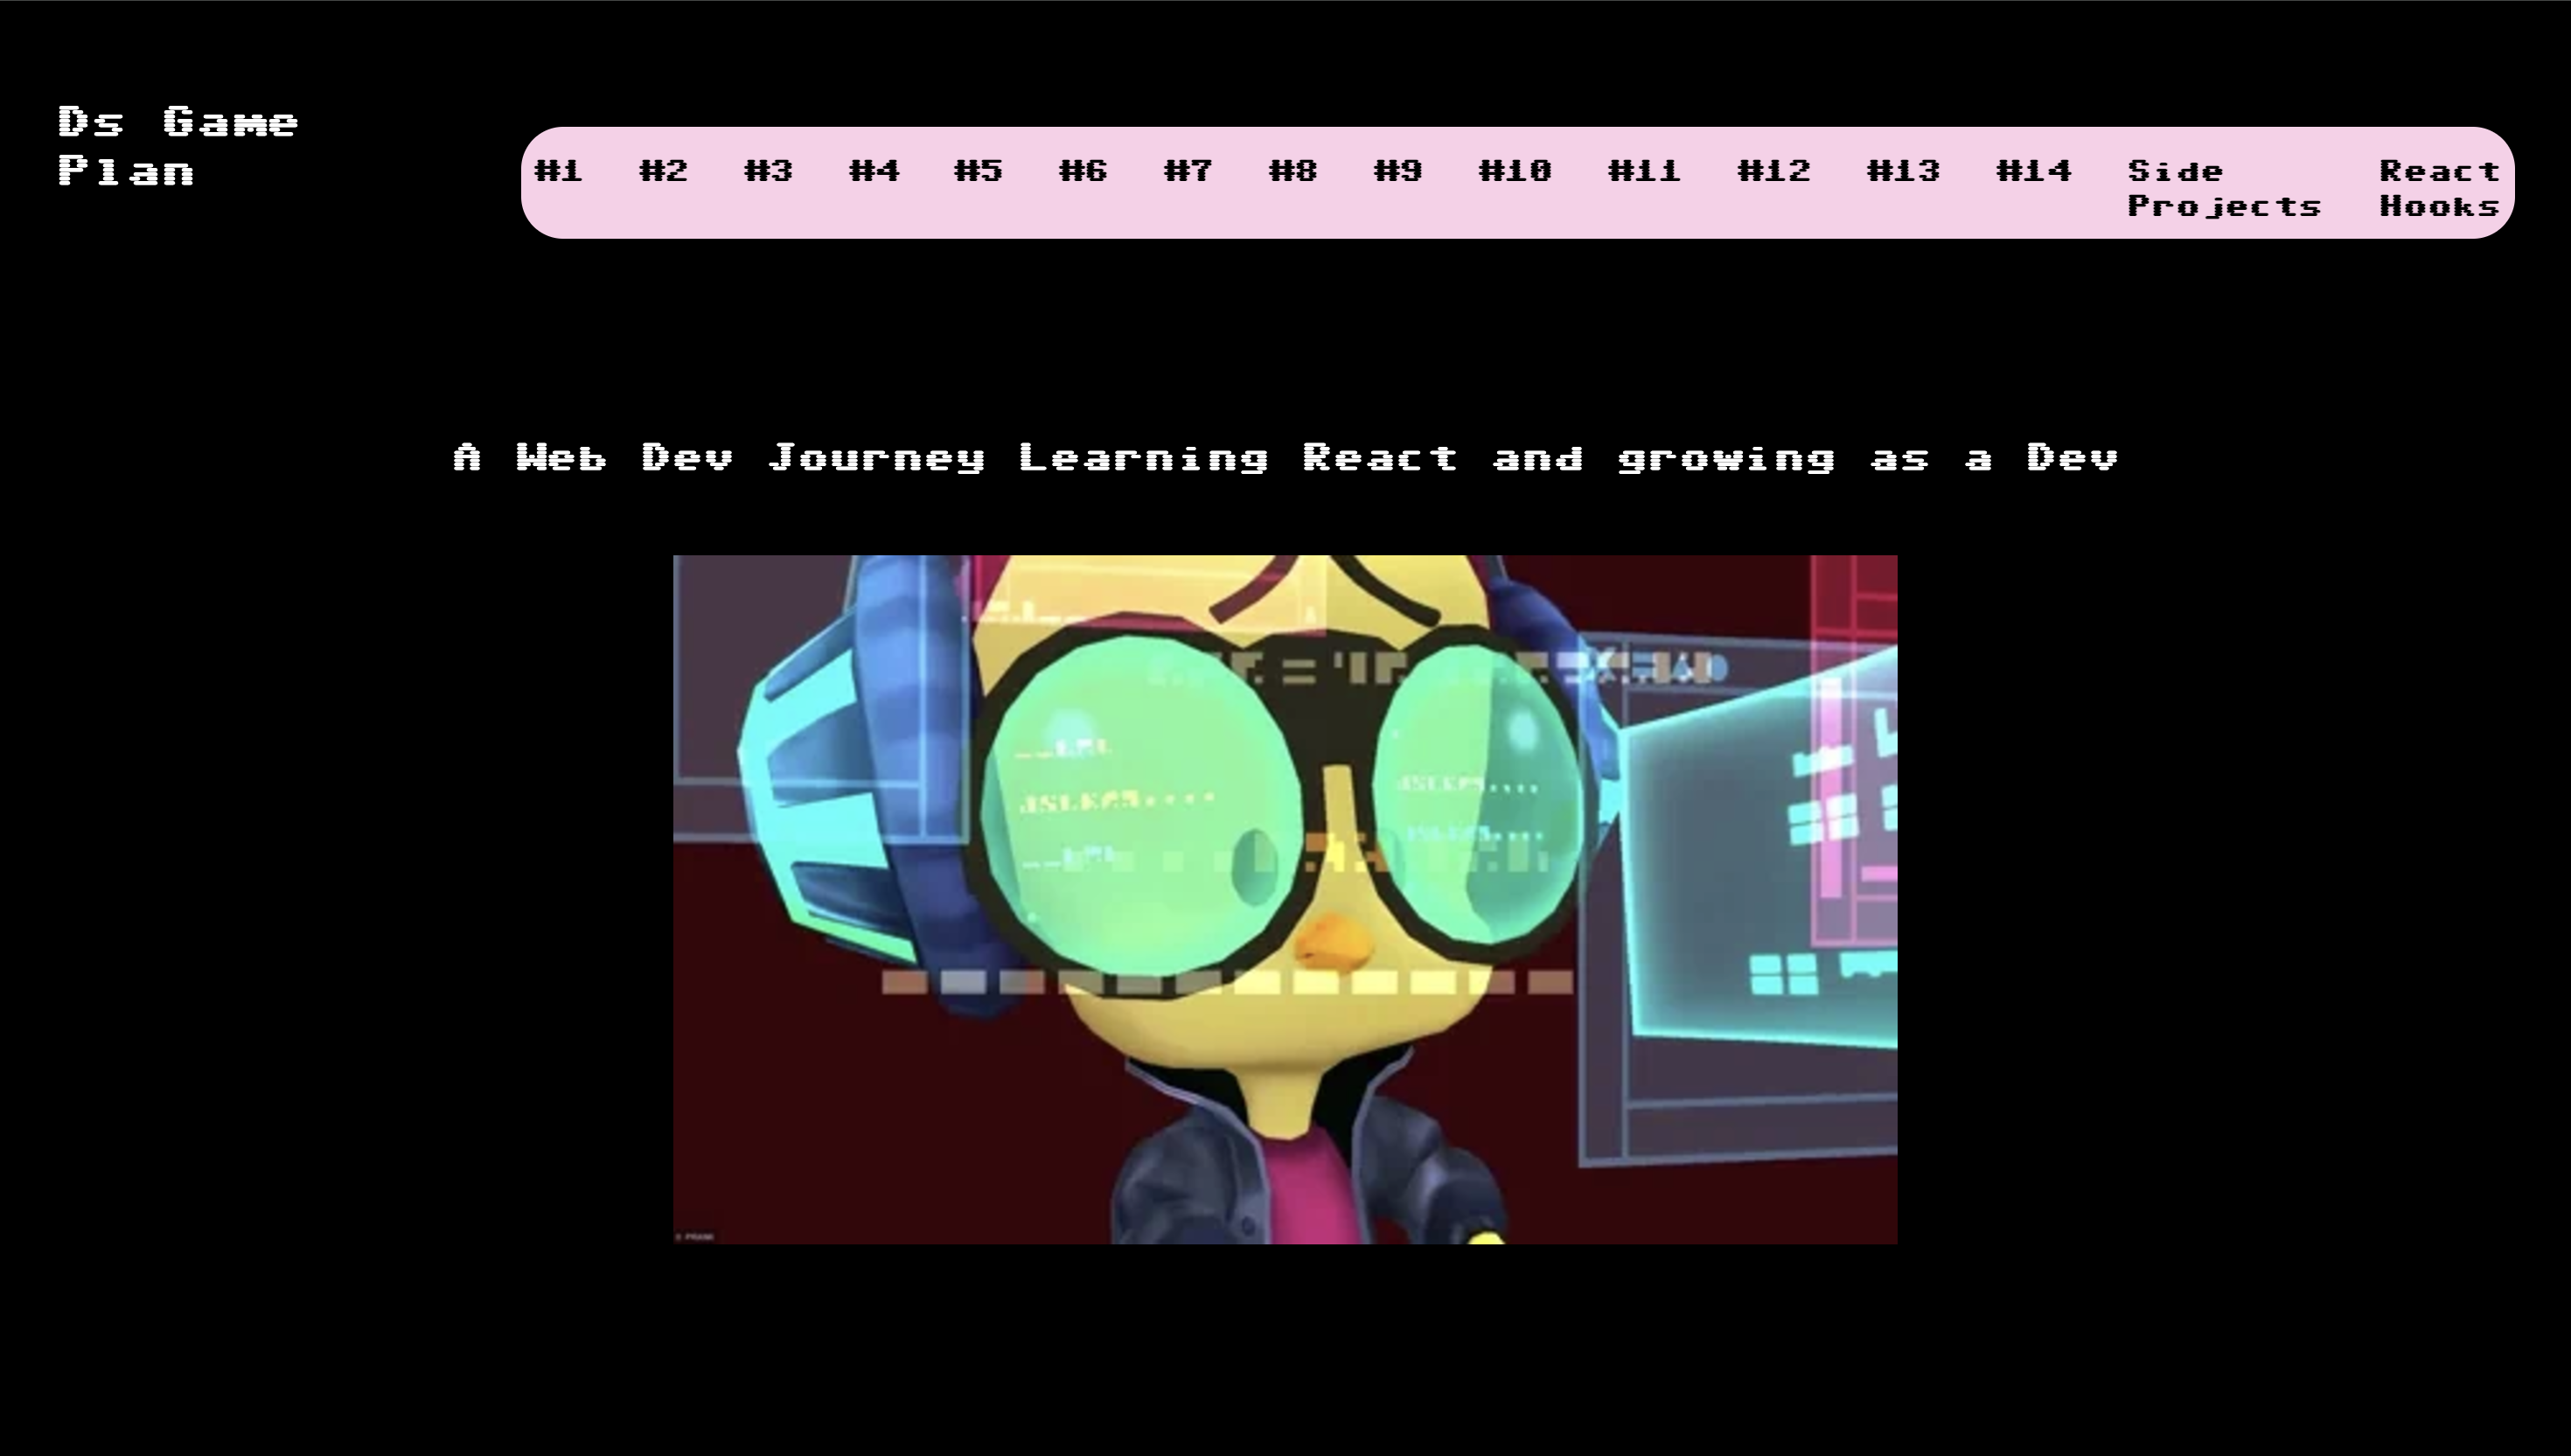 Ds Game
Plan
#1 #2 #3 #4 #5 #6 #7 #8 #9 #10 #11 #12 #13 #14 Side React
Projects Hooks
A Web Dev Journey Learning React and growing as a Dev